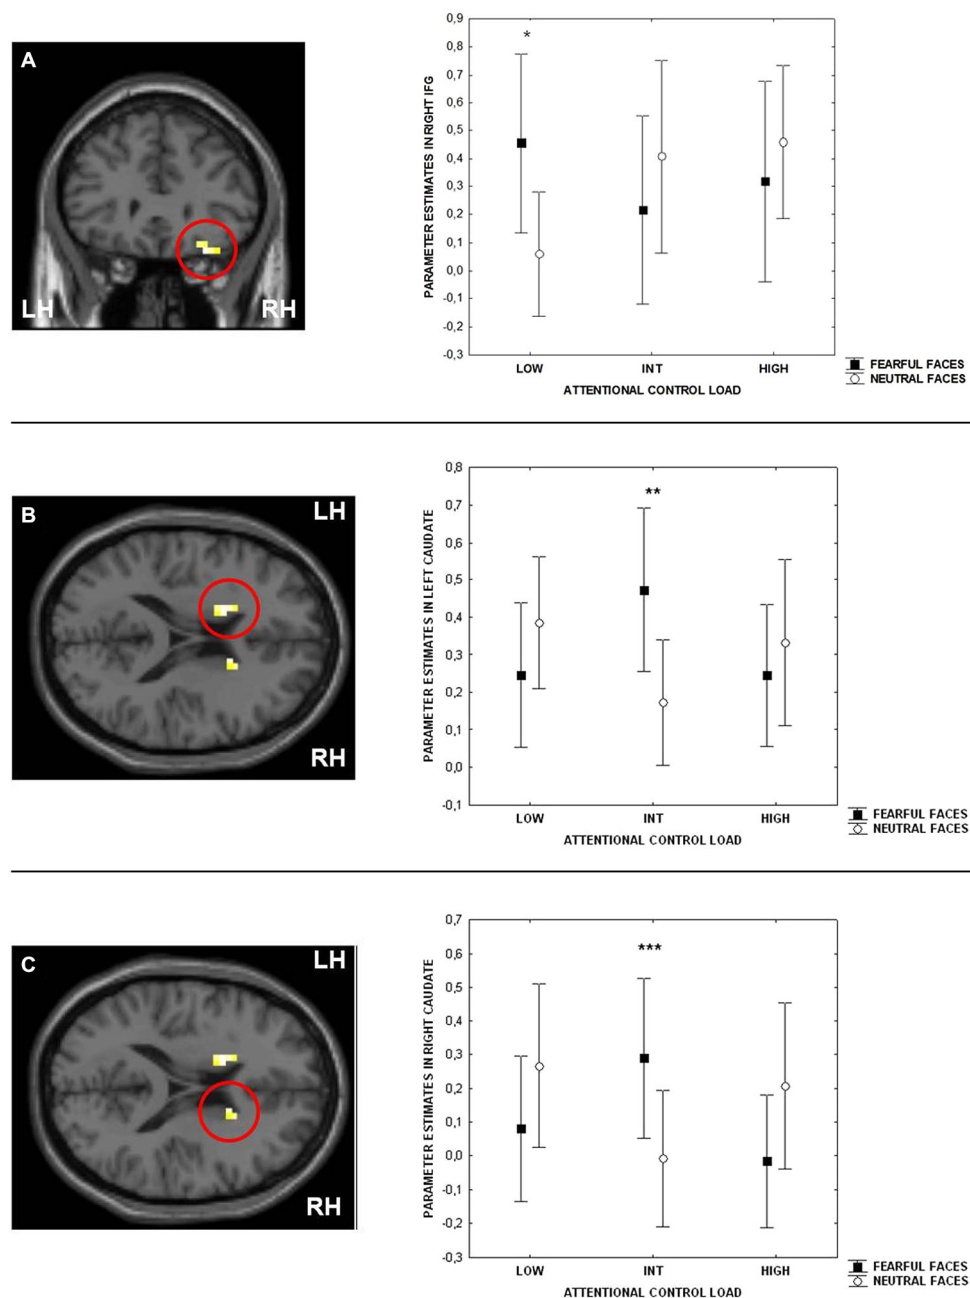 A
LH
RH
PARAMETER ESTIMATES IN RIGHT IFG
0,9
0,8
0,7
0,6
0,5
0,4
0,3
0,2
0,1
0,0
-0,1
-0,2
-0,3
*
LOW INT HIGH
ATTENTIONAL CONTROL LOAD
FEARFUL FACES
NEUTRAL FACES
B
LH
RH
PARAMETER ESTIMATES IN LEFT CAUDATE
0,8
0,7
0,6
0,5
0,4
0,3
0,2
0,1
0,0
-0,1
**
LOW INT HIGH
ATTENTIONAL CONTROL LOAD
FEARFUL FACES
NEUTRAL FACES
C
LH
RH
PARAMETER ESTIMATES IN RIGHT CAUDATE
0,7
0,6
0,5
0,4
0,3
0,2
0,1
0,0
-0,1
-0,2
-0,3
***
LOW INT HIGH
ATTENTIONAL CONTROL LOAD
FEARFUL FACES
NEUTRAL FACES